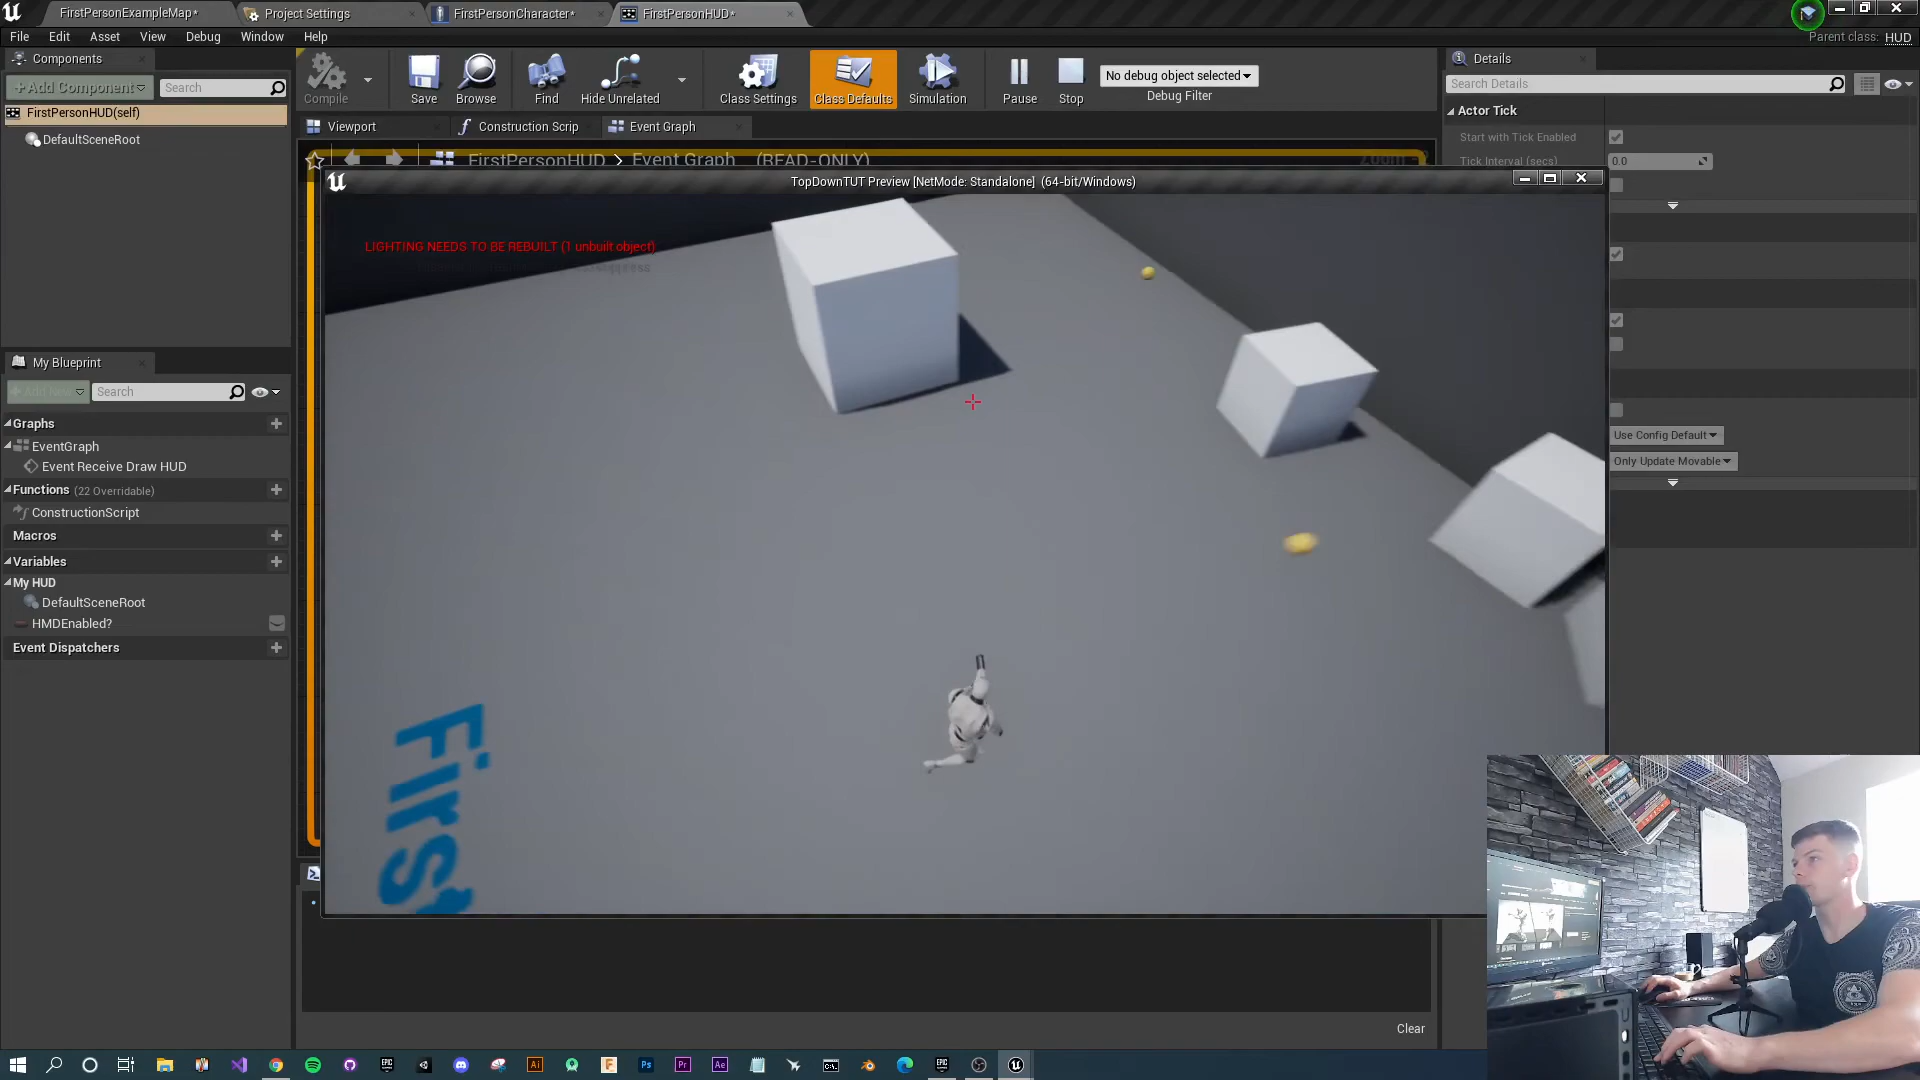 FirstPersonExampleMap*
Project Settings
FirstPersonCharacter*
FirstPersonHUD*
File Edit Asset View Debug Window Help
Parent class: HUD
Components
+Add Component
Search
FirstPersonHUD(self)
DefaultSceneRoot
Compile
Save
Browse
Find
Hide Unrelated
Class Settings
Class Defaults
Simulation
Pause
Stop
No debug object selected
Debug Filter
Details
Search Details
Actor Tick
Start with Tick Enabled
Tick Interval (secs)
0.0
Viewport
Construction Scrip
Event Graph
FirstPersonHUD > Event Graph (READ-ONLY)
TopDownTUT Preview [NetMode: Standalone] (64-bit/Windows)
LIGHTING NEEDS TO BE REBUILT (1 unbuilt object)
My Blueprint
+Add New
Search
Graphs
EventGraph
Event Receive Draw HUD
Functions (22 Overridable)
ConstructionScript
Macros
Variables
My HUD
DefaultSceneRoot
HMDEnabled?
Event Dispatchers
Use Config Default
Only Update Movable
First
Clear